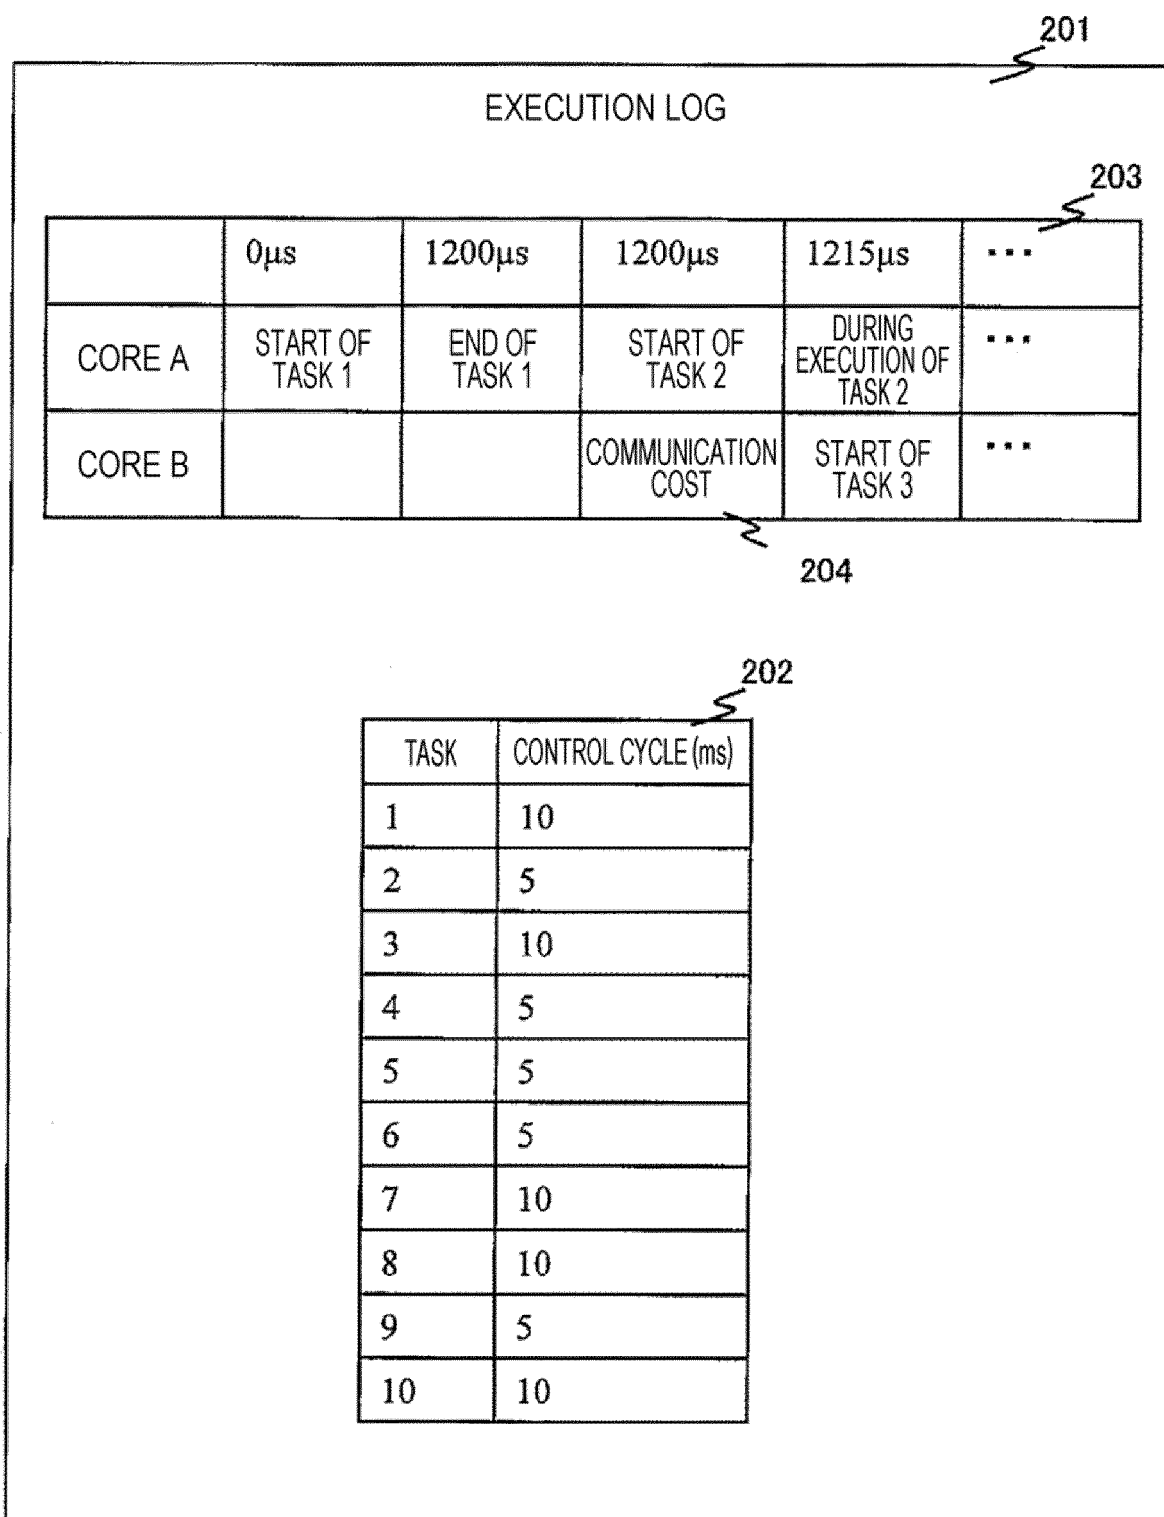 201
EXECUTION LOG
203
0μs 1200μs 1200μs 1215μs ...
CORE A START OF TASK 1 END OF TASK 1 START OF TASK 2 DURING EXECUTION OF TASK 2 ...
CORE B COMMUNICATION COST START OF TASK 3 ...
204
202
TASK CONTROL CYCLE (ms)
1 10
2 5
3 10
4 5
5 5
6 5
7 10
8 10
9 5
10 10